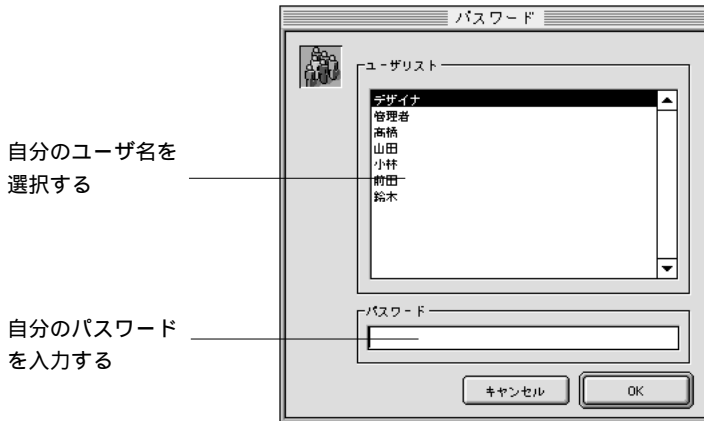 パスワード
ユーザリスト
デザイナ
管理者
高橋
山田
小林
前田
鈴木
自分のユーザ名を
選択する
パスワード
自分のパスワード
を入力する
キャンセル
OK